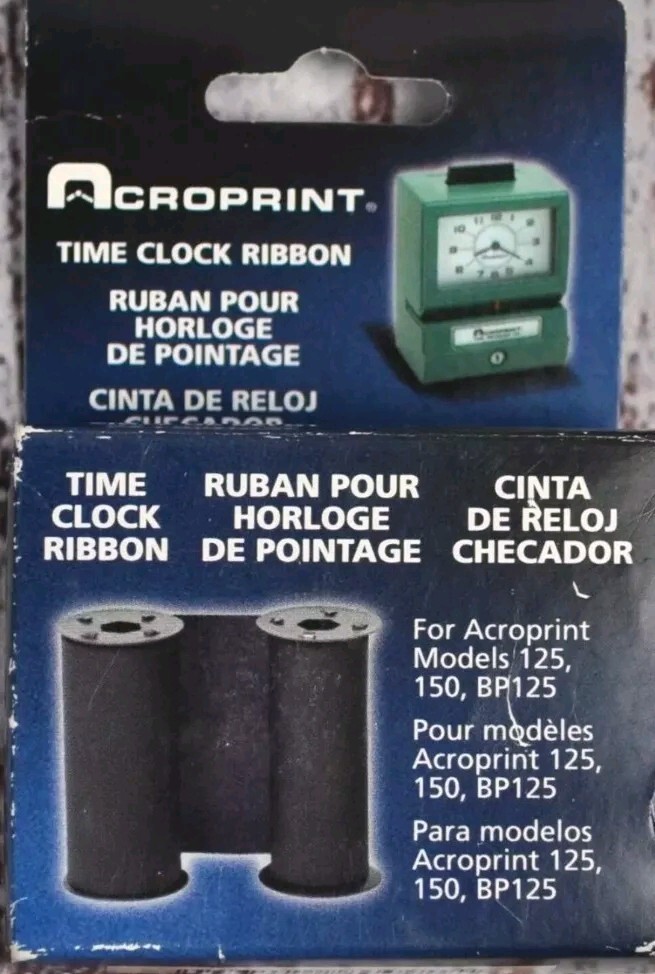 ACROPRINT®
TIME CLOCK RIBBON
RUBAN POUR
HORLOGE
DE POINTAGE
CINTA DE RELOJ
CHECADOR
ACROPRINT
TIME
CLOCK
RIBBON
RUBAN POUR
HORLOGE
DE POINTAGE
CINTA
DE RELOJ
CHECADOR
For Acroprint
Models 125,
150, BP125
Pour modèles
Acroprint 125,
150, BP125
Para modelos
Acroprint 125,
150, BP125